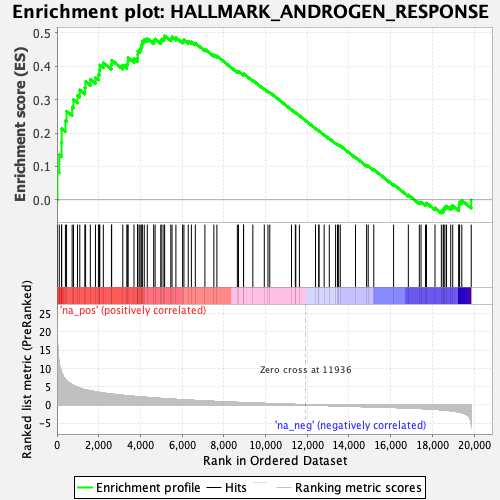 Enrichment plot: HALLMARK_ANDROGEN_RESPONSE
Enrichment score (ES)
0.5
0.4
0.3
0.2
0.1
0.0
'na_pos' (positively correlated)
Ranked list metric (PreRanked)
25
20
15
10
5
0
-5
Zero cross at 11936
'na_neg' (negatively correlated)
0
2,000
4,000
6,000
8,000
10,000
12,000
14,000
16,000
18,000
20,000
Rank in Ordered Dataset
Enrichment profile
Hits
Ranking metric scores